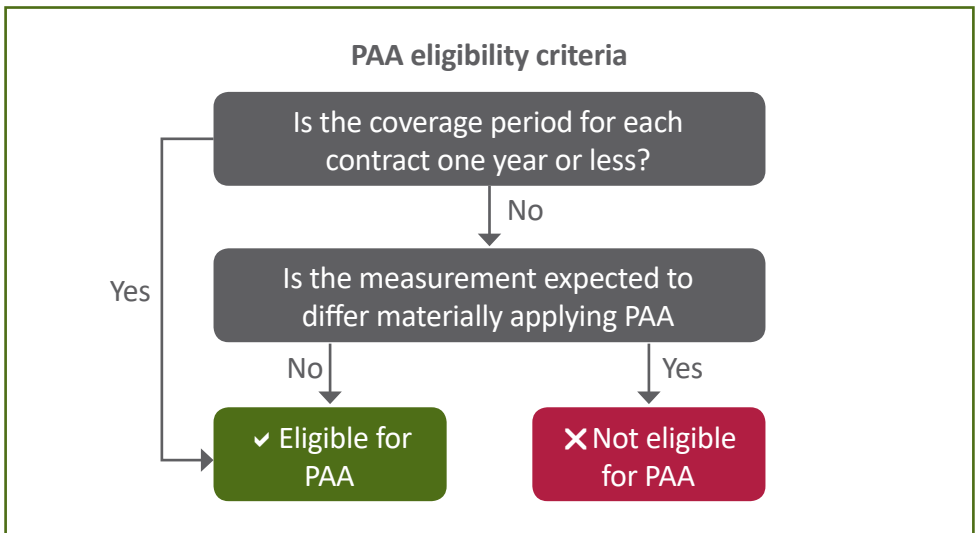 PAA eligibility criteria
Is the coverage period for each
contract one year or less?
No
Yes
Is the measurement expected to
differ materially applying PAA
No
Yes
✔ Eligible for
PAA
✕ Not eligible
for PAA